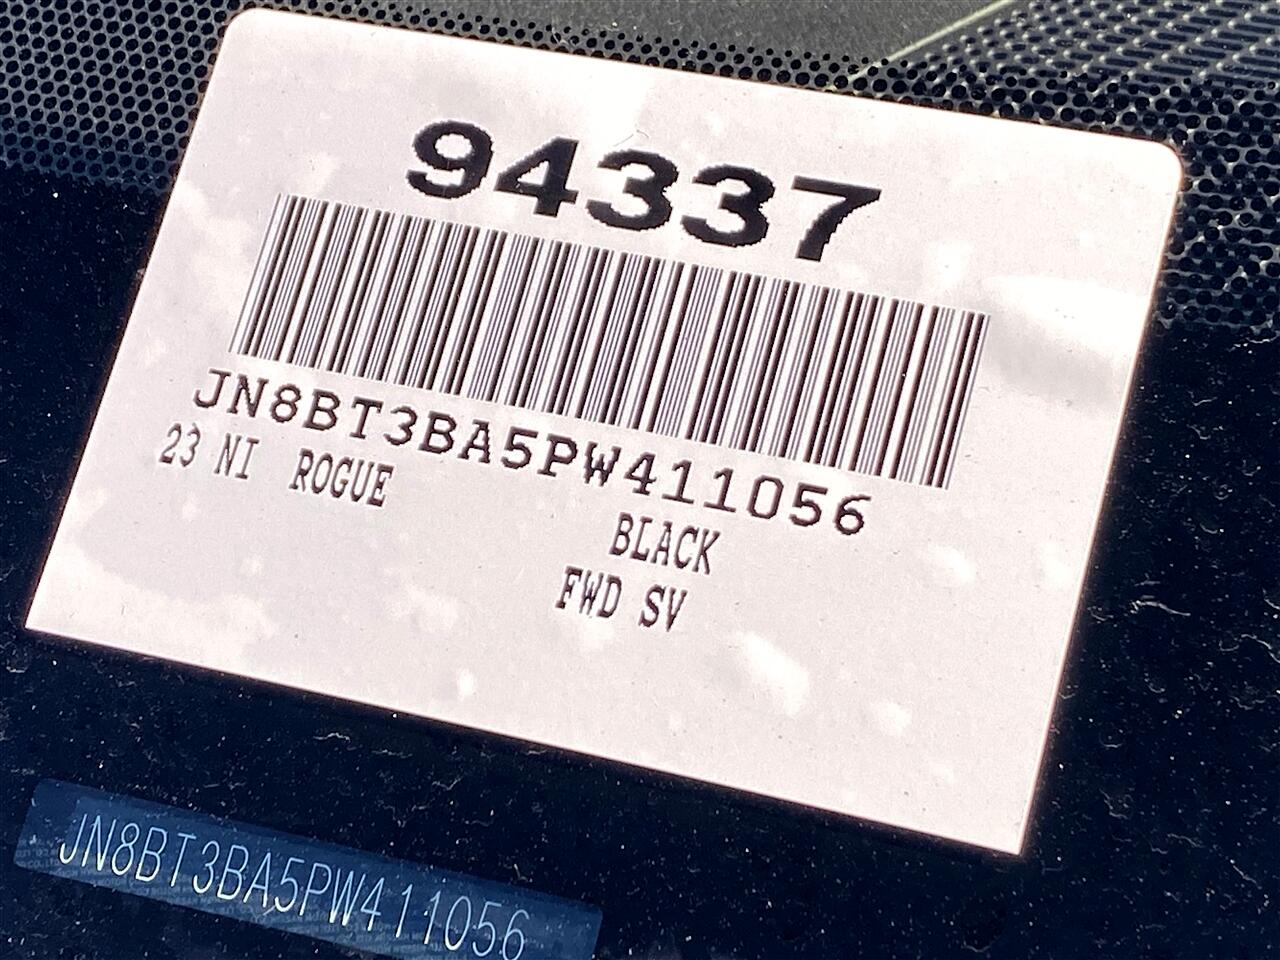 94337
JN8BT3BA5PW411056
23 NI ROGUE
BLACK
FWD SV
JN8BT3BA5PW411056